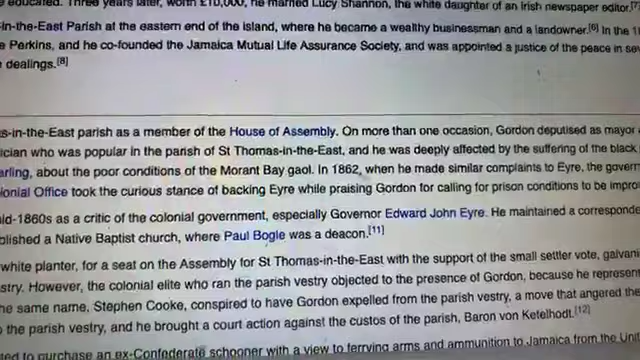 educated. Three years later, worth £10,000, he married Lucy Shannon, the white daughter of an Irish newspaper editor.[7]
-in-the-East Parish at the eastern end of the island, where he became a wealthy businessman and a landowner.[6] In the 1
e Perkins, and he co-founded the Jamaica Mutual Life Assurance Society, and was appointed a justice of the peace in se
dealings.[8]
s-in-the-East parish as a member of the House of Assembly. On more than one occasion, Gordon deputised as mayor
ician who was popular in the parish of St Thomas-in-the-East, and he was deeply affected by the suffering of the black
arling, about the poor conditions of the Morant Bay gaol. In 1862, when he made similar complaints to Eyre, the govern
lonial Office took the curious stance of backing Eyre while praising Gordon for calling for prison conditions to be impro
id-1860s as a critic of the colonial government, especially Governor Edward John Eyre. He maintained a corresponde
blished a Native Baptist church, where Paul Bogle was a deacon.[11]
white planter, for a seat on the Assembly for St Thomas-in-the-East with the support of the small settler vote, galvani
stry. However, the colonial elite who ran the parish vestry objected to the presence of Gordon, because he represent
he same name, Stephen Cooke, conspired to have Gordon expelled from the parish vestry, a move that angered the
o the parish vestry, and he brought a court action against the custos of the parish, Baron von Ketelhodt.[12]
ted to purchase an ex-Confederate schooner with a view to ferrying arms and ammunition to Jamaica from the Unit